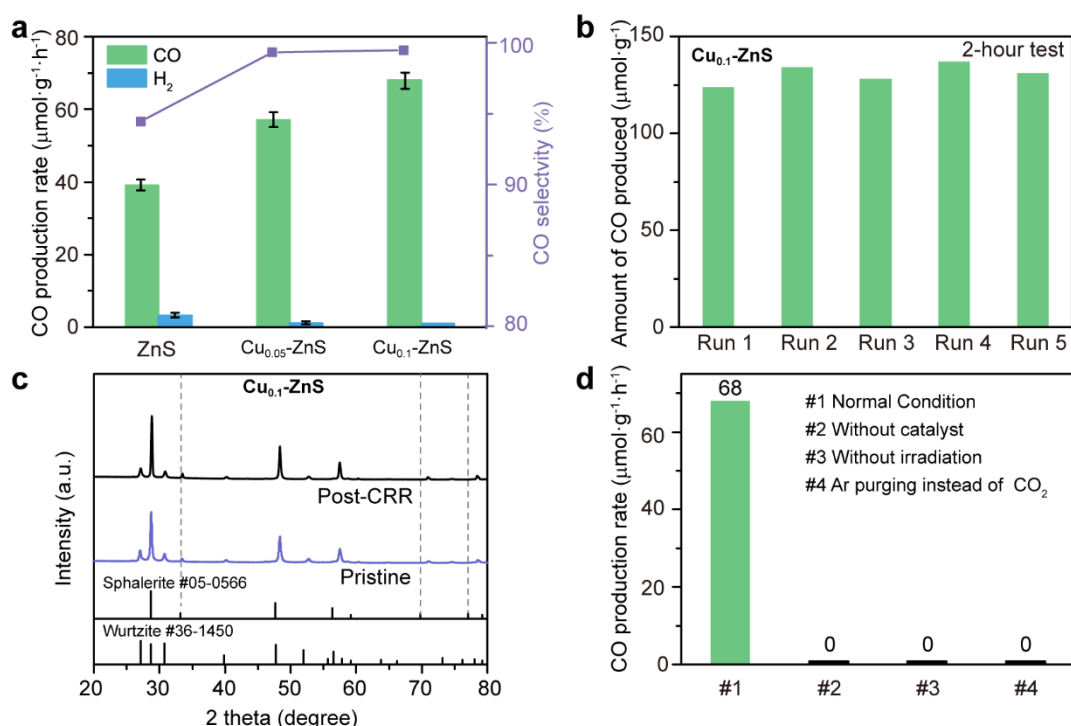 a
CO production rate (μmol·g⁻¹·h⁻¹)
80
60
40
20
0
CO
H₂
ZnS
Cu₀.₀₅-ZnS
Cu₀.₁-ZnS
100
90
80
CO selectvity (%)
b
Amount of CO produced (μmol·g⁻¹)
150
100
50
0
Cu₀.₁-ZnS
2-hour test
Run 1
Run 2
Run 3
Run 4
Run 5
c
Intensity (a.u.)
Cu₀.₁-ZnS
Post-CRR
Pristine
Sphalerite #05-0566
Wurtzite #36-1450
20
30
40
50
60
70
80
2 theta (degree)
d
CO production rate (μmol·g⁻¹·h⁻¹)
60
40
20
0
68
0
0
0
#1 Normal Condition
#2 Without catalyst
#3 Without irradiation
#4 Ar purging instead of CO₂
#1
#2
#3
#4